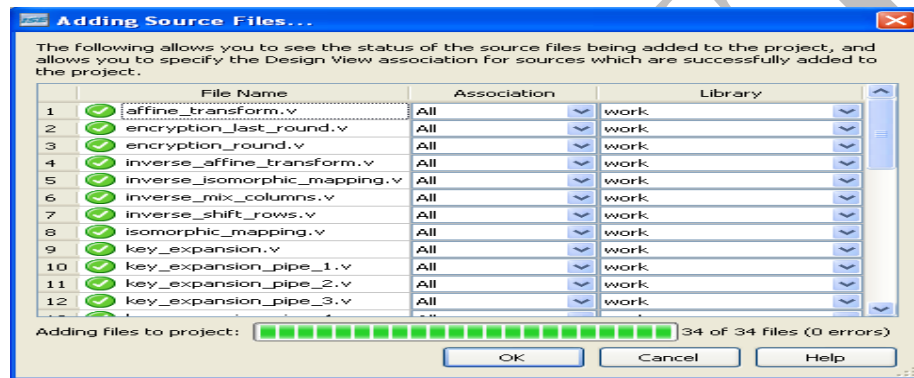 ISE Adding Source Files...
The following allows you to see the status of the source files being added to the project, and
allows you to specify the Design View association for sources which are successfully added to
the project.
File Name Association Library
1 affine_transform.v All work
2 encryption_last_round.v All work
3 encryption_round.v All work
4 inverse_affine_transform.v All work
5 inverse_isomorphic_mapping.v All work
6 inverse_mix_columns.v All work
7 inverse_shift_rows.v All work
8 isomorphic_mapping.v All work
9 key_expansion.v All work
10 key_expansion_pipe_1.v All work
11 key_expansion_pipe_2.v All work
12 key_expansion_pipe_3.v All work
Adding files to project: 34 of 34 files (0 errors)
OK Cancel Help